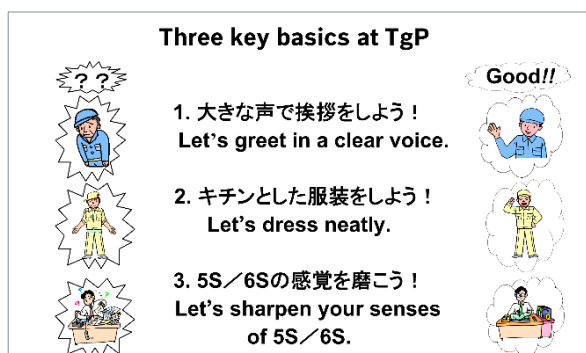 Three key basics at TgP
? ?
Good!!
1. 大きな声で挨拶をしよう！
Let's greet in a clear voice.
2. キチンとした服装をしよう！
Let's dress neatly.
3. 5S／6Sの感覚を磨こう！
Let's sharpen your senses
of 5S／6S.